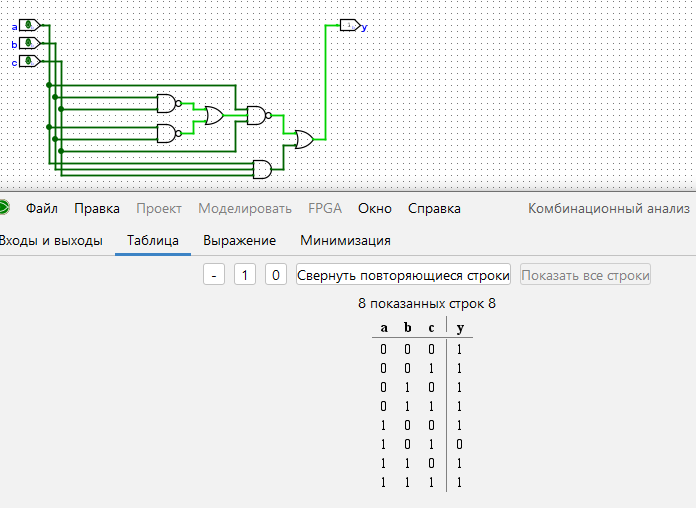 a
y
b
c
Файл Правка Проект Моделировать FPGA Окно Справка Комбинационный анализ
Входы и выходы Таблица Выражение Минимизация
- 1 0 Свернуть повторяющиеся строки Показать все строки
8 показанных строк 8
a b c y
0 0 0 1
0 0 1 1
0 1 0 1
0 1 1 1
1 0 0 1
1 0 1 0
1 1 0 1
1 1 1 1